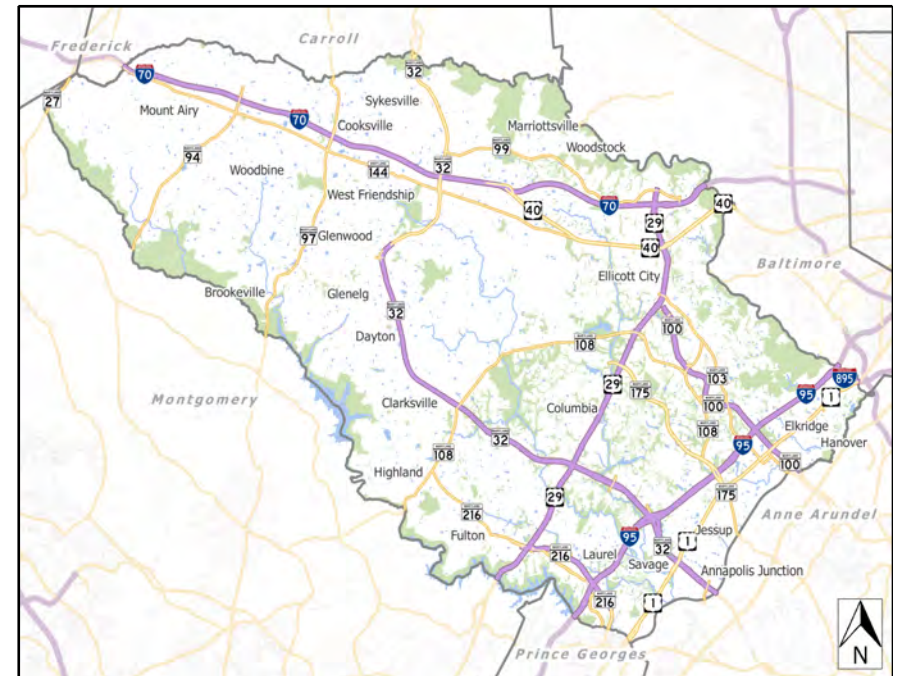 Frederick
Carroll
70
32
27
Mount Airy
Sykesville
70
Cooksville
Marriottsville
99
Woodstock
94
144
32
Woodbine
West Friendship
70
40
40
29
97
Glenwood
40
Baltimore
Ellicott City
Brookeville
Glenelg
32
100
Dayton
108
103
895
29
175
95
1
Montgomery
Clarksville
Columbia
100
Elkridge
32
108
95
Hanover
108
100
Highland
29
175
216
Anne Arundel
Fulton
95
Jessup
1
216
Laurel
32
Savage
Annapolis Junction
216
1
N
Prince Georges